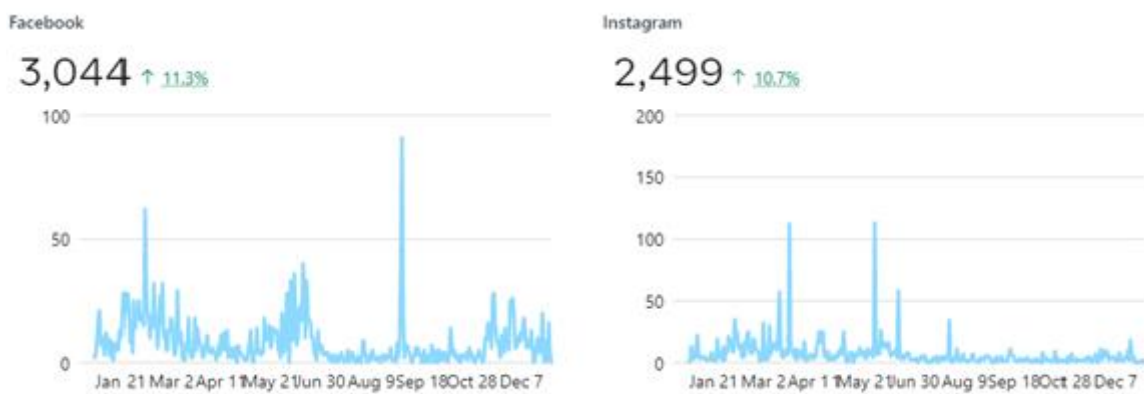 Facebook
3,044 ↑ 11.3%
100
50
0
Jan 21 Mar 2 Apr 11 May 21 Jun 30 Aug 9 Sep 18 Oct 28 Dec 7
Instagram
2,499 ↑ 10.7%
200
150
100
50
0
Jan 21 Mar 2 Apr 11 May 21 Jun 30 Aug 9 Sep 18 Oct 28 Dec 7